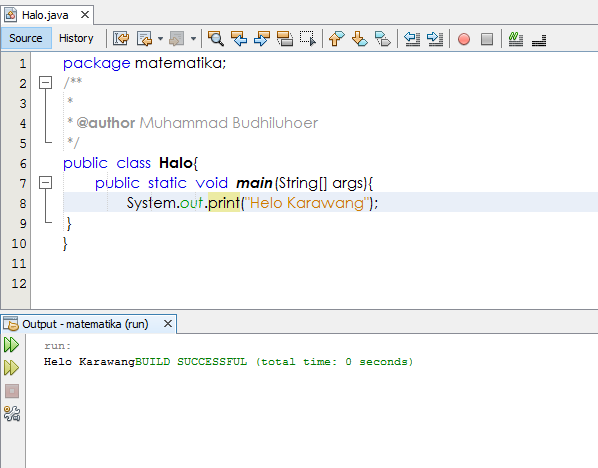 Halo.java
Source History
1 package matematika;
2 /**
3 *
4 * @author Muhammad Budhiluhoer
5 */
6 public class Halo{
7 public static void main(String[] args){
8 System.out.print("Helo Karawang");
9 }
10 }
11
12
Output - matematika (run)
run:
Helo KarawangBUILD SUCCESSFUL (total time: 0 seconds)